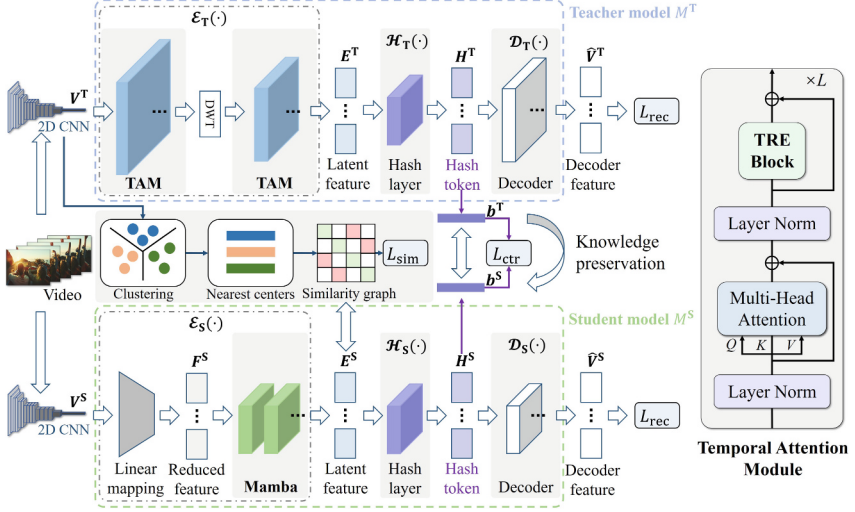 Teacher model M^T
ℰ_T(·)
ℋ_T(·)
𝒟_T(·)
V^T
E^T
H^T
V̂^T
2D CNN
...
DWT
...
L_rec
TAM
TAM
Latent feature
Hash layer
Hash token
Decoder
Decoder feature
Video
Clustering
Nearest centers
Similarity graph
L_sim
b^T
b^S
L_ctr
Knowledge preservation
Student model M^S
ℰ_S(·)
ℋ_S(·)
𝒟_S(·)
V^S
F^S
E^S
H^S
V̂^S
2D CNN
...
L_rec
Linear mapping
Reduced feature
Mamba
Latent feature
Hash layer
Hash token
Decoder
Decoder feature
×L
TRE Block
Layer Norm
Multi-Head Attention
Q K V
Layer Norm
Temporal Attention Module